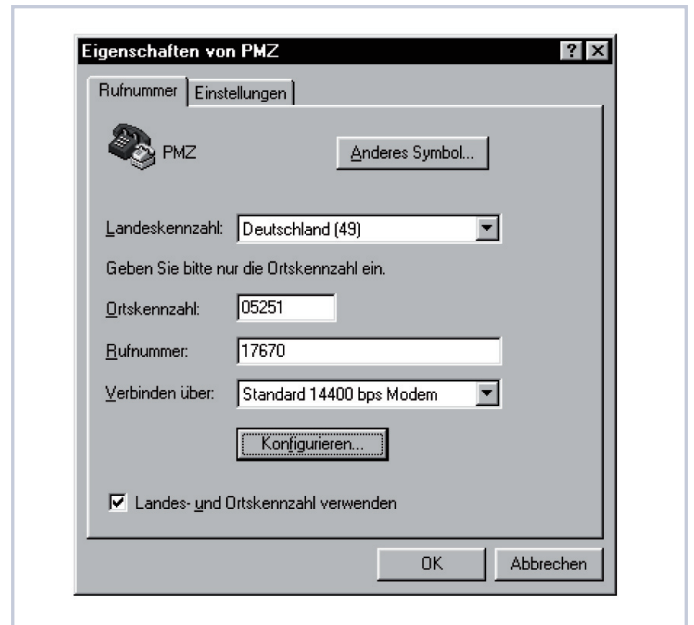 Eigenschaften von PMZ
Rufnummer
Einstellungen
PMZ
Anderes Symbol...
Landeskennzahl:
Deutschland (49)
Geben Sie bitte nur die Ortskennzahl ein.
Ortskennzahl:
05251
Rufnummer:
17670
Verbinden über:
Standard 14400 bps Modem
Konfigurieren...
Landes- und Ortskennzahl verwenden
OK
Abbrechen